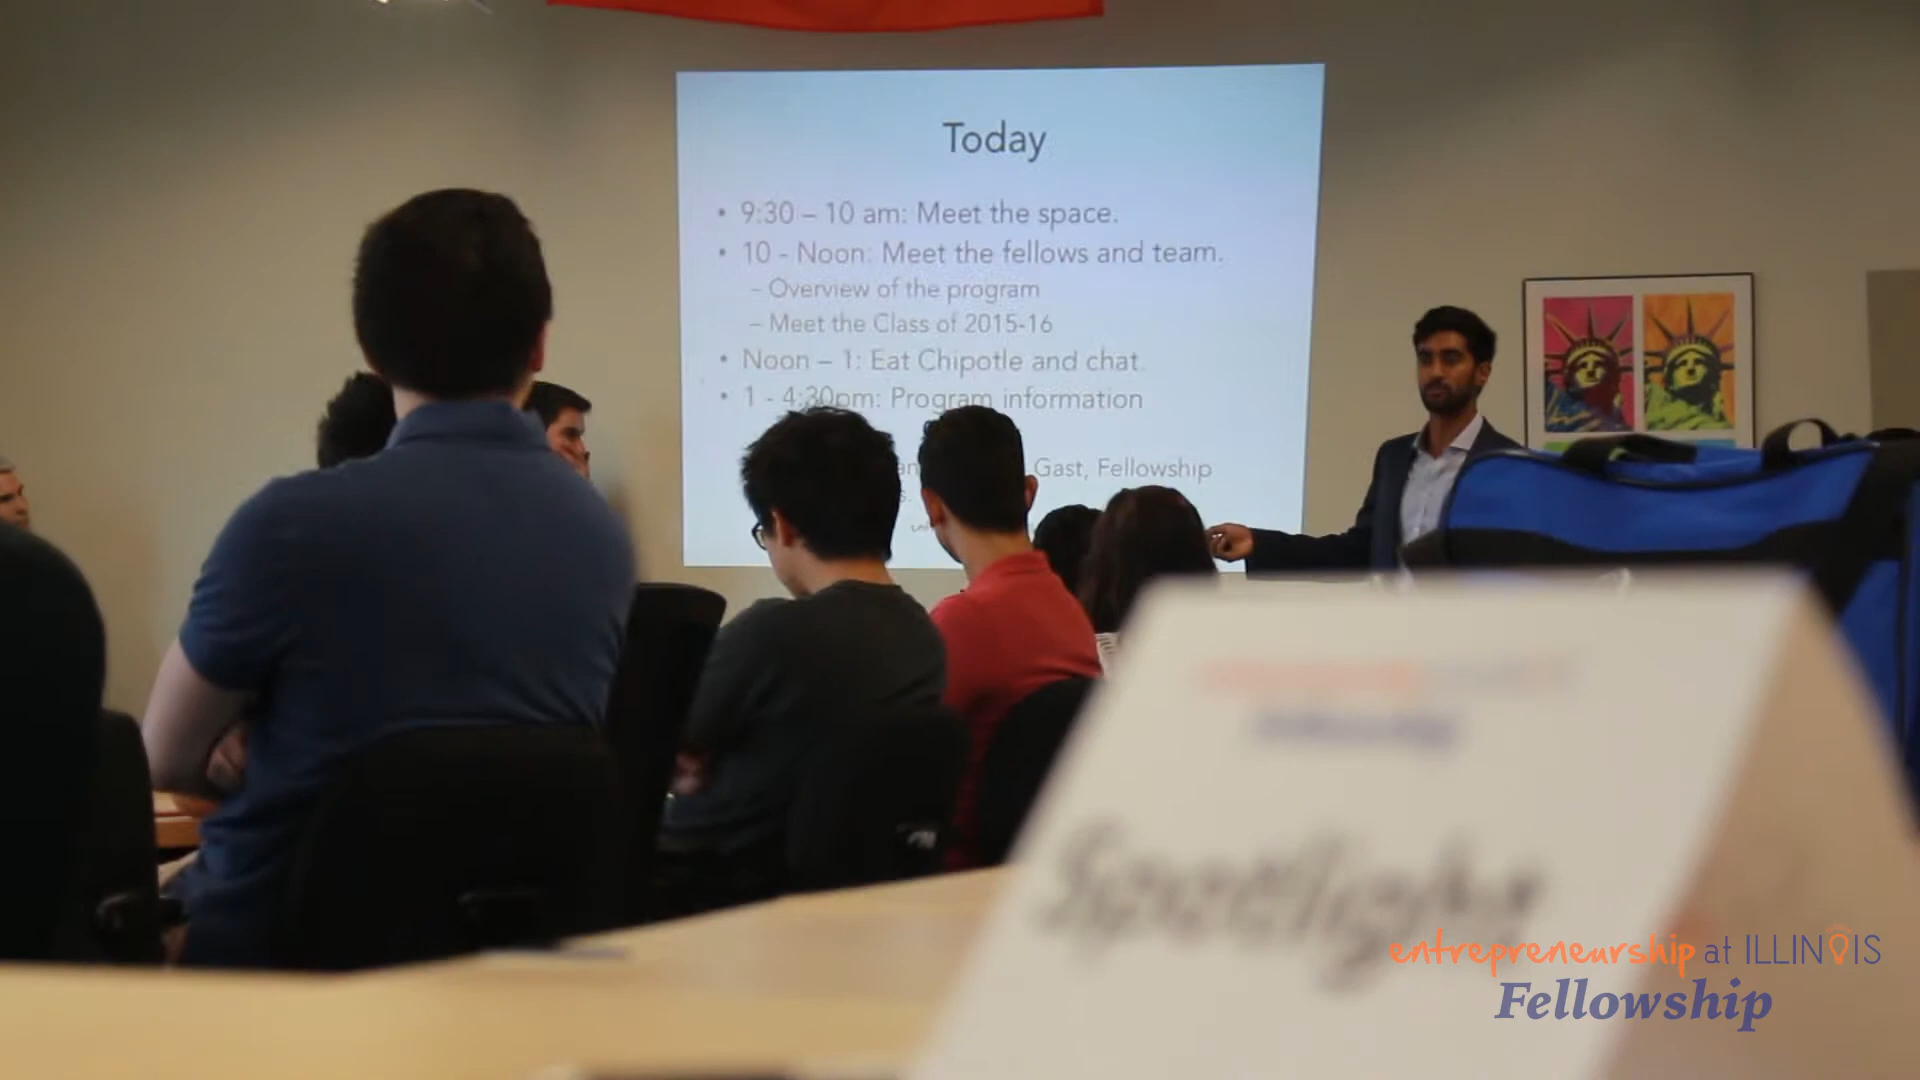 Today
• 9:30 – 10 am: Meet the space.
• 10 - Noon: Meet the fellows and team.
– Overview of the program
– Meet the Class of 2015-16
• Noon – 1: Eat Chipotle and chat.
• 1 - 4:30pm: Program information
Gast, Fellowship
Spotlight
entrepreneurship at ILLINOIS
Fellowship